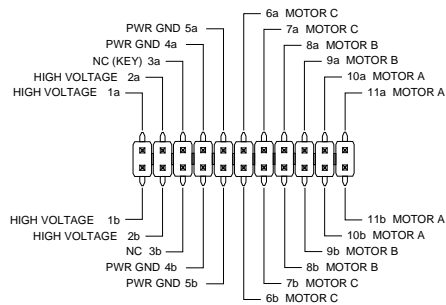 6a MOTOR C
PWR GND 5a
7a MOTOR C
PWR GND 4a
8a MOTOR B
NC (KEY) 3a
9a MOTOR B
HIGH VOLTAGE 2a
10a MOTOR A
HIGH VOLTAGE 1a
11a MOTOR A
HIGH VOLTAGE 1b
11b MOTOR A
HIGH VOLTAGE 2b
10b MOTOR A
NC 3b
9b MOTOR B
PWR GND 4b
8b MOTOR B
PWR GND 5b
7b MOTOR C
6b MOTOR C